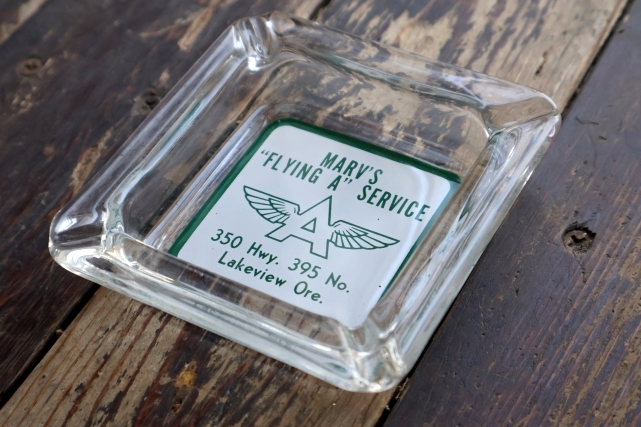 MARV'S
"FLYING A" SERVICE
A
350 Hwy. 395 No.
Lakeview Ore.